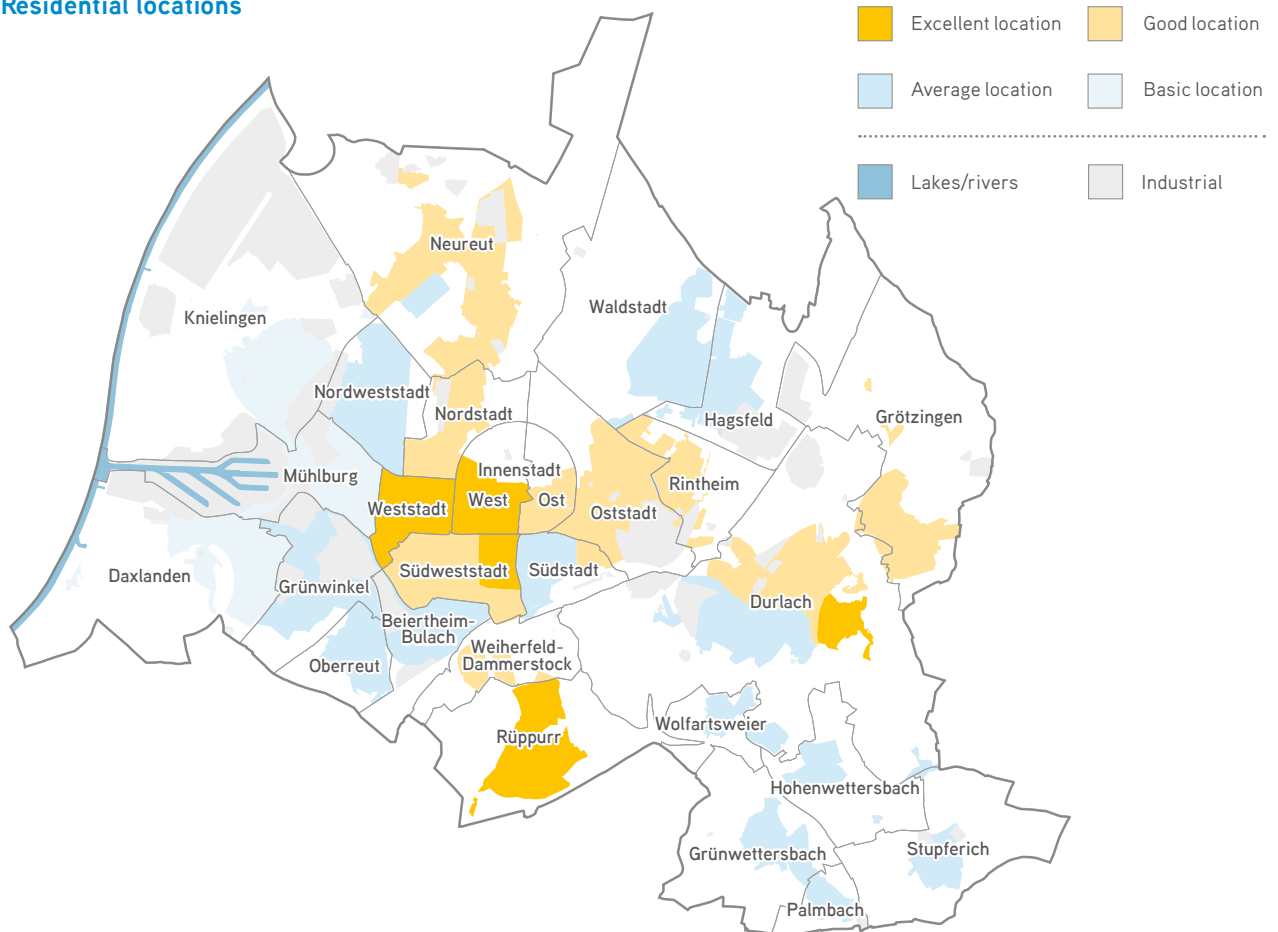 Residential locations
Excellent location
Good location
Average location
Basic location
Lakes/rivers
Industrial
Neureut
Waldstadt
Knielingen
Nordweststadt
Nordstadt
Hagsfeld
Grötzingen
Innenstadt
West
Ost
Mühlburg
Rintheim
Weststadt
Oststadt
Daxlanden
Grünwinkel
Südweststadt
Südstadt
Durlach
Beiertheim-
Bulach
Weiherfeld-
Dammerstock
Oberreut
Rüppurr
Wolfartsweier
Hohenwettersbach
Grünwettersbach
Stupferich
Palmbach